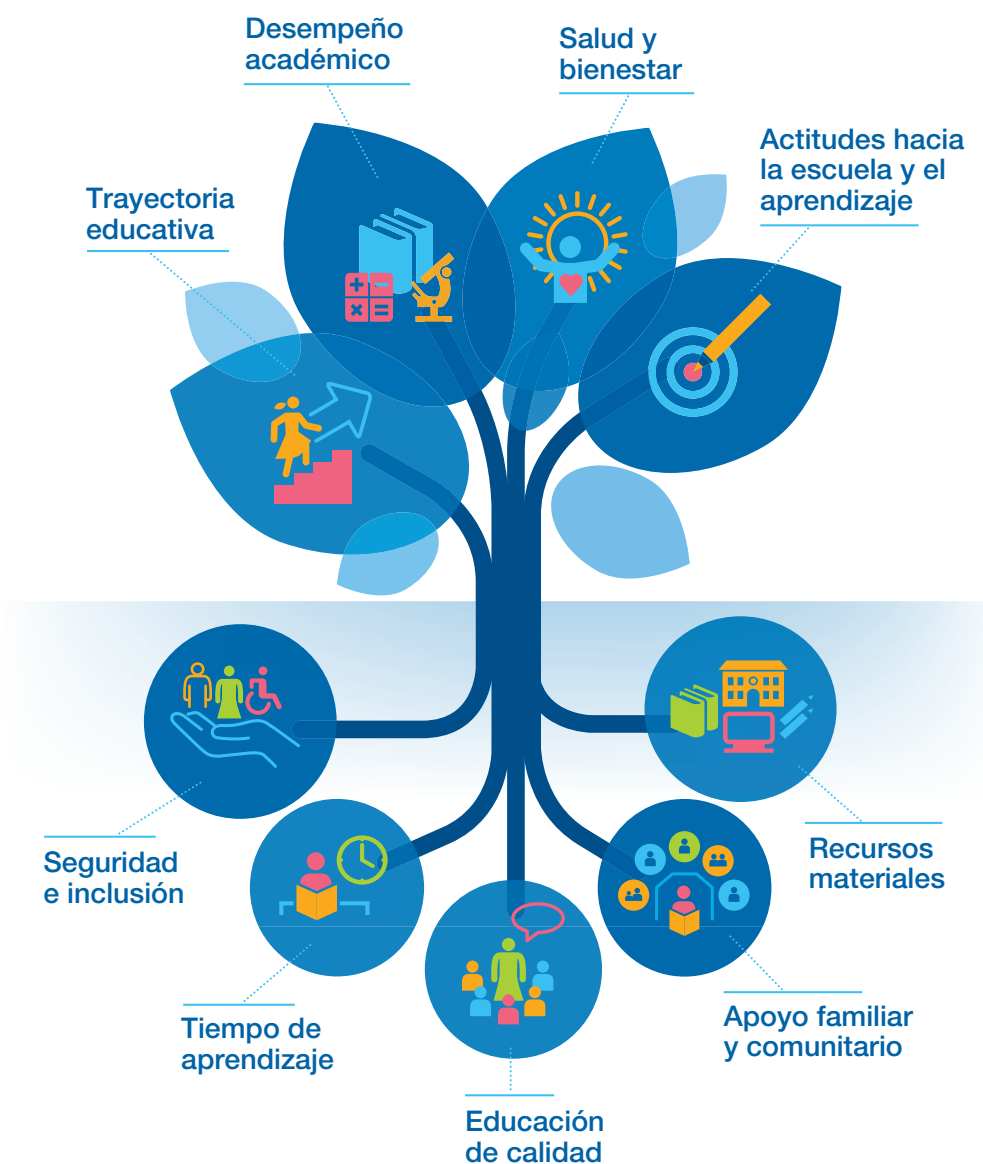 Desempeño
académico
Salud y
bienestar
Actitudes hacia
la escuela y el
aprendizaje
Trayectoria
educativa
Seguridad
e inclusión
Recursos
materiales
Tiempo de
aprendizaje
Apoyo familiar
y comunitario
Educación
de calidad